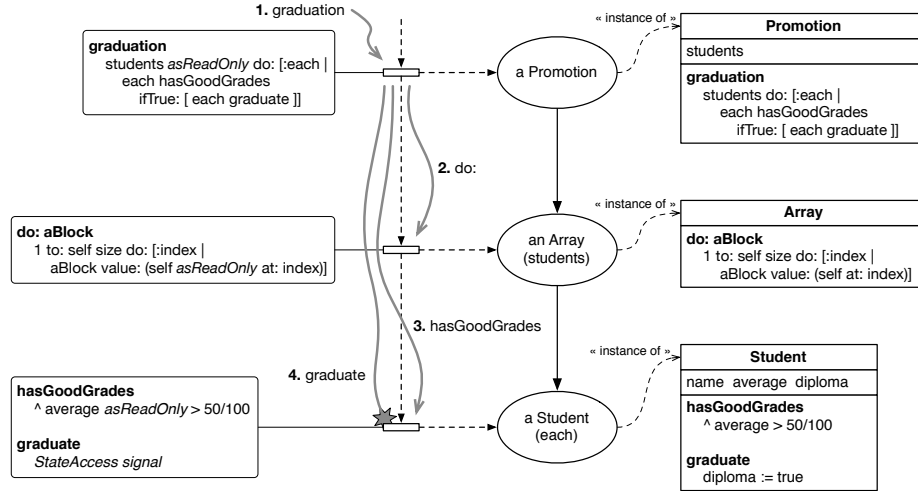 1. graduation
« instance of »
graduation
students asReadOnly do: [:each |
each hasGoodGrades
ifTrue: [ each graduate ]]
a Promotion
Promotion
students
graduation
students do: [:each |
each hasGoodGrades
ifTrue: [ each graduate ]]
2. do:
« instance of »
do: aBlock
1 to: self size do: [:index |
aBlock value: (self asReadOnly at: index)]
an Array
(students)
Array
do: aBlock
1 to: self size do: [:index |
aBlock value: (self at: index)]
3. hasGoodGrades
4. graduate
« instance of »
hasGoodGrades
^ average asReadOnly > 50/100
graduate
StateAccess signal
a Student
(each)
Student
name average diploma
hasGoodGrades
^ average > 50/100
graduate
diploma := true